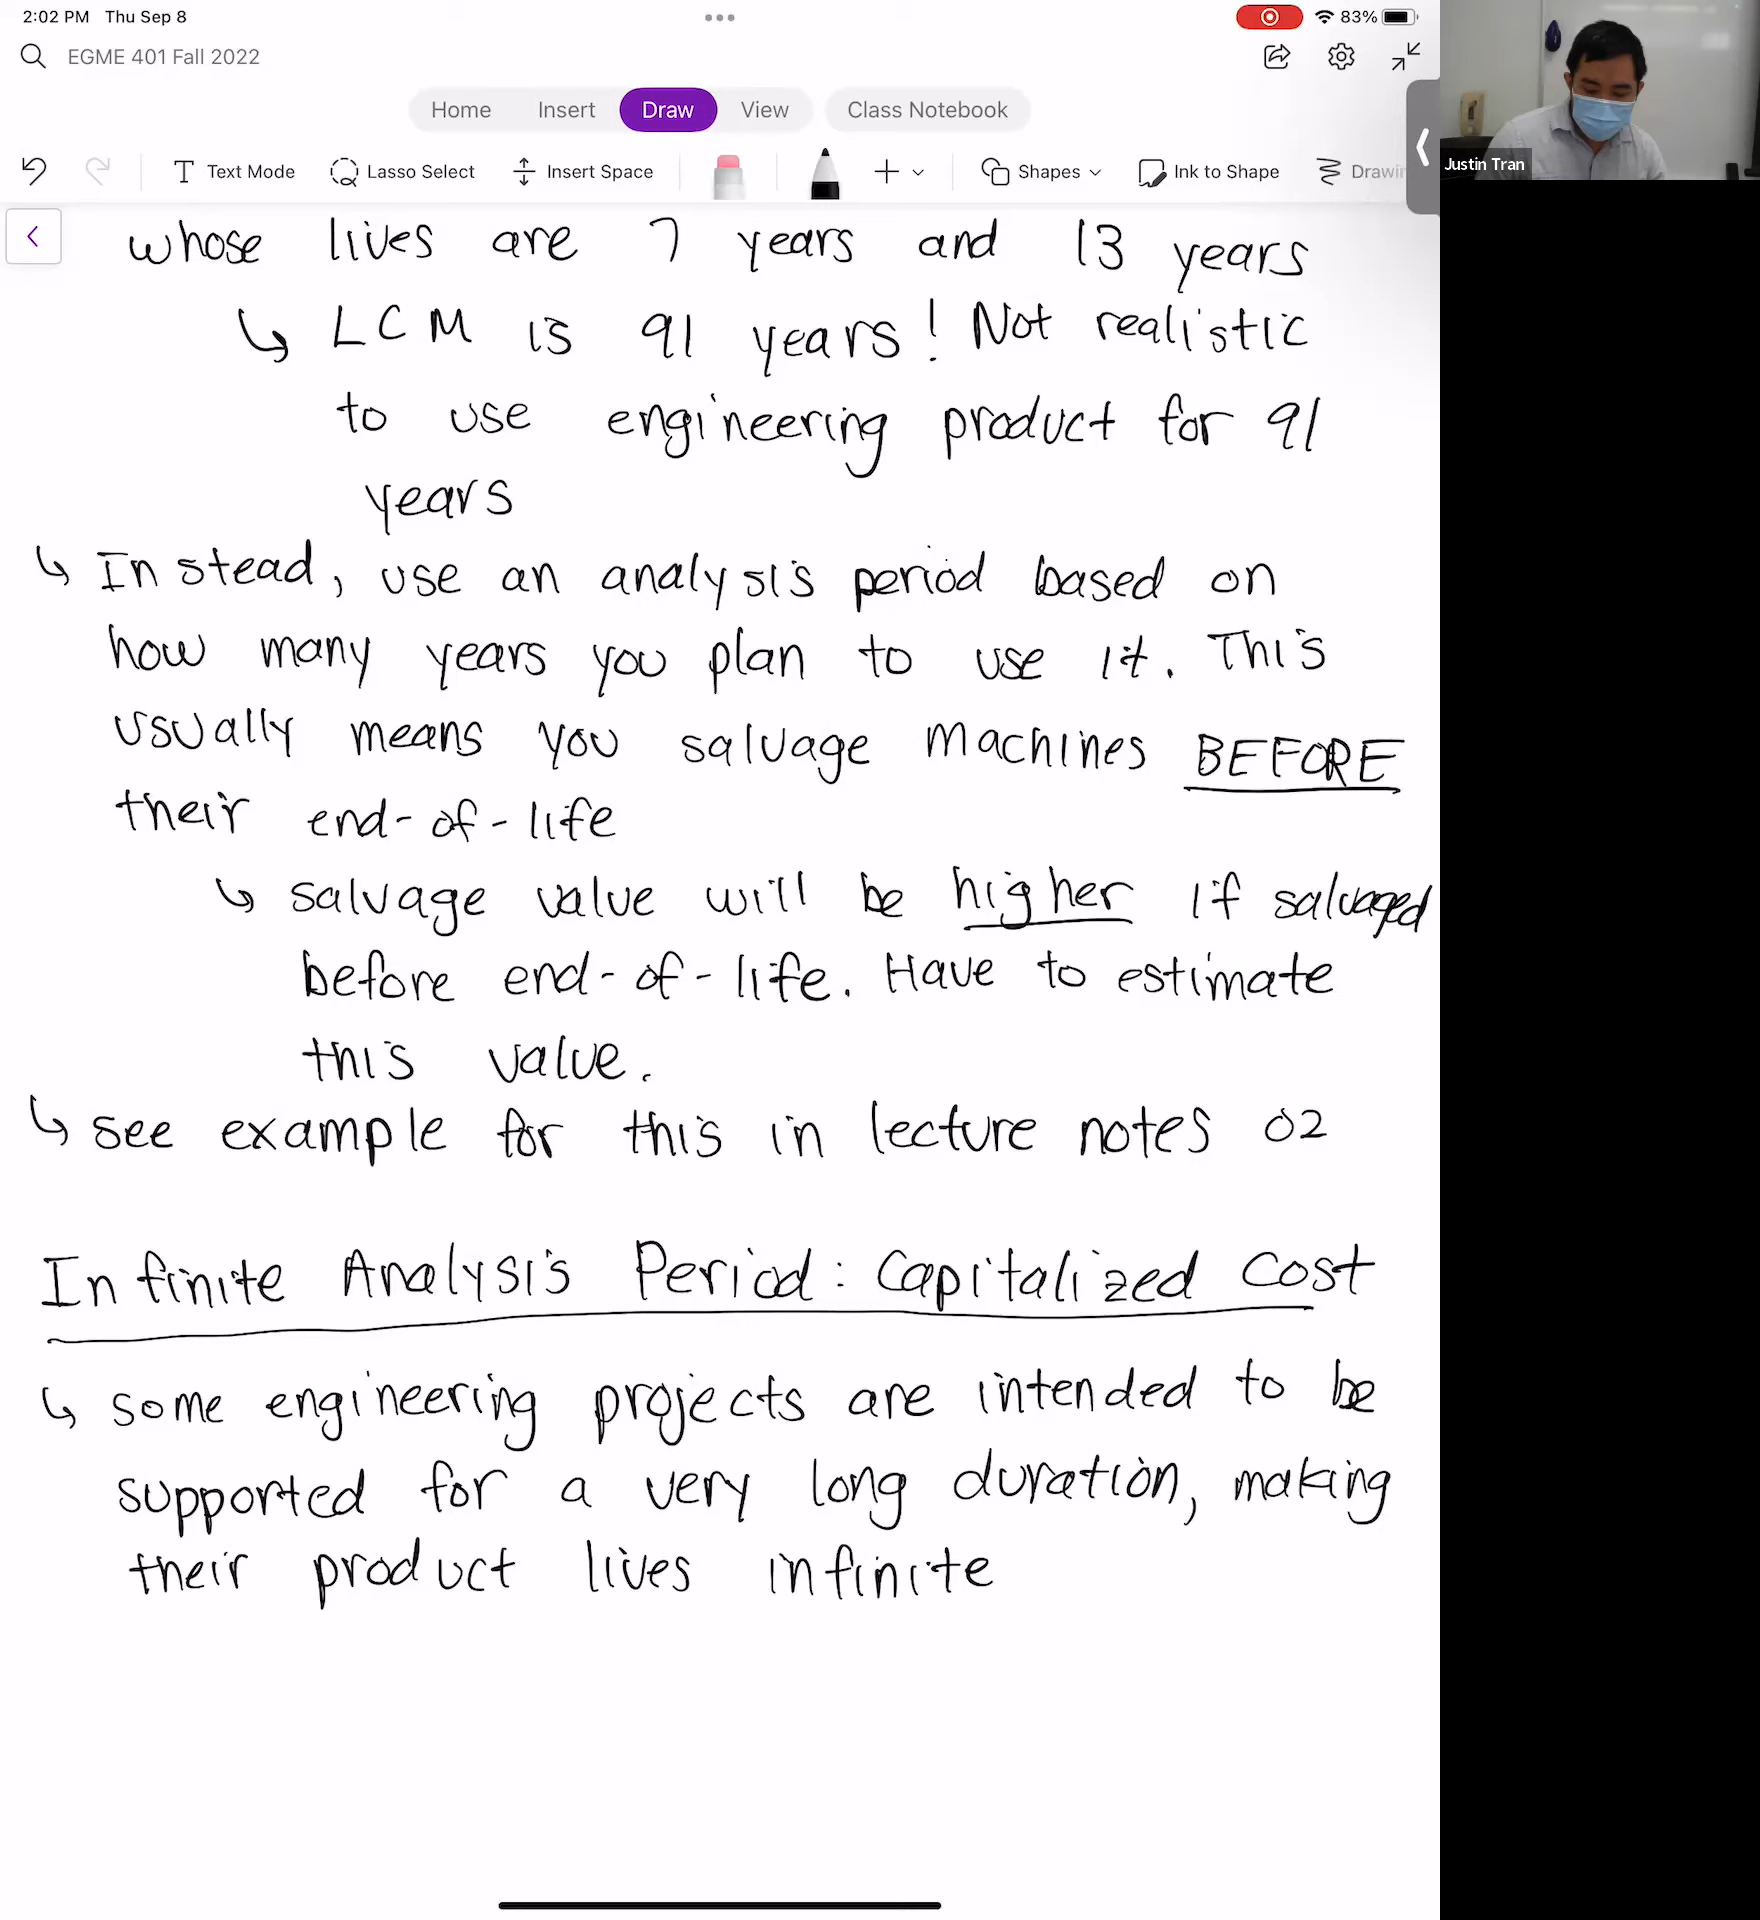 2:02 PM Thu Sep 8
83%
EGME 401 Fall 2022
Home Insert Draw View Class Notebook
Text Mode Lasso Select Insert Space Shapes Ink to Shape Drawi
Justin Tran
whose lives are 7 years and 13 years
↳ LCM is 91 years! Not realistic
to use engineering product for 91
years
↳ Instead, use an analysis period based on
how many years you plan to use it. This
usually means you salvage machines BEFORE
their end-of-life
↳ salvage value will be higher if salvaged
before end-of-life. Have to estimate
this value.
↳ see example for this in lecture notes 02
Infinite Analysis Period: Capitalized Cost
↳ some engineering projects are intended to be
supported for a very long duration, making
their product lives infinite